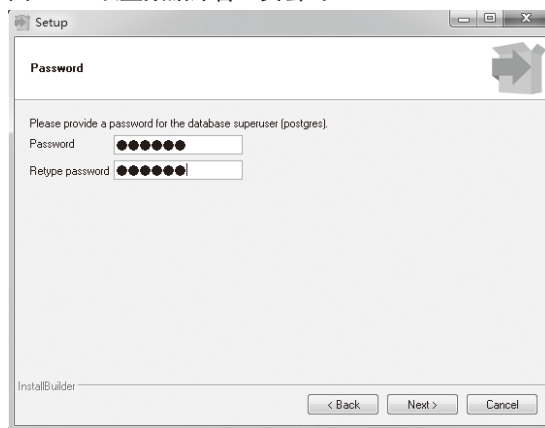 Setup
Password
Please provide a password for the database superuser (postgres).
Password ●●●●●●
Retype password ●●●●●●
InstallBuilder
< Back Next > Cancel